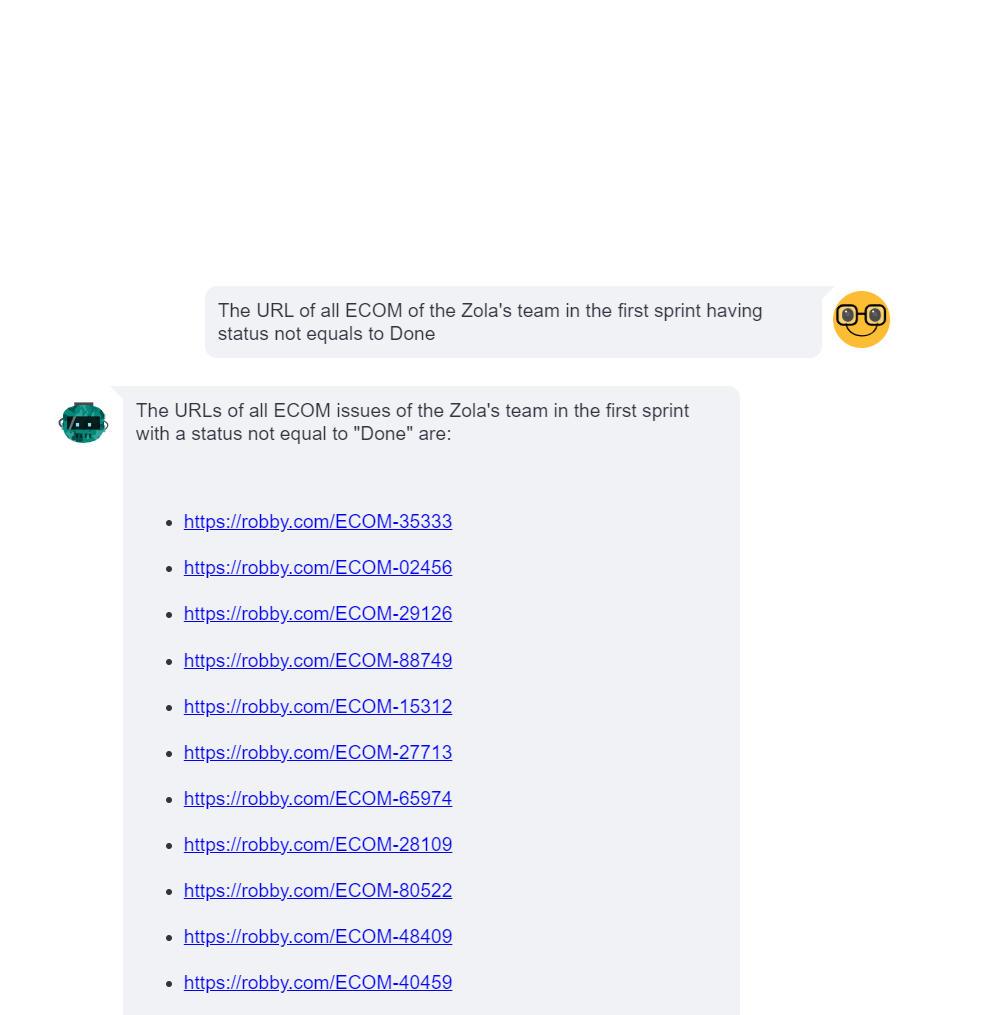 The URL of all ECOM of the Zola's team in the first sprint having
status not equals to Done
The URLs of all ECOM issues of the Zola's team in the first sprint
with a status not equal to "Done" are:
• https://robby.com/ECOM-35333
• https://robby.com/ECOM-02456
• https://robby.com/ECOM-29126
• https://robby.com/ECOM-88749
• https://robby.com/ECOM-15312
• https://robby.com/ECOM-27713
• https://robby.com/ECOM-65974
• https://robby.com/ECOM-28109
• https://robby.com/ECOM-80522
• https://robby.com/ECOM-48409
• https://robby.com/ECOM-40459